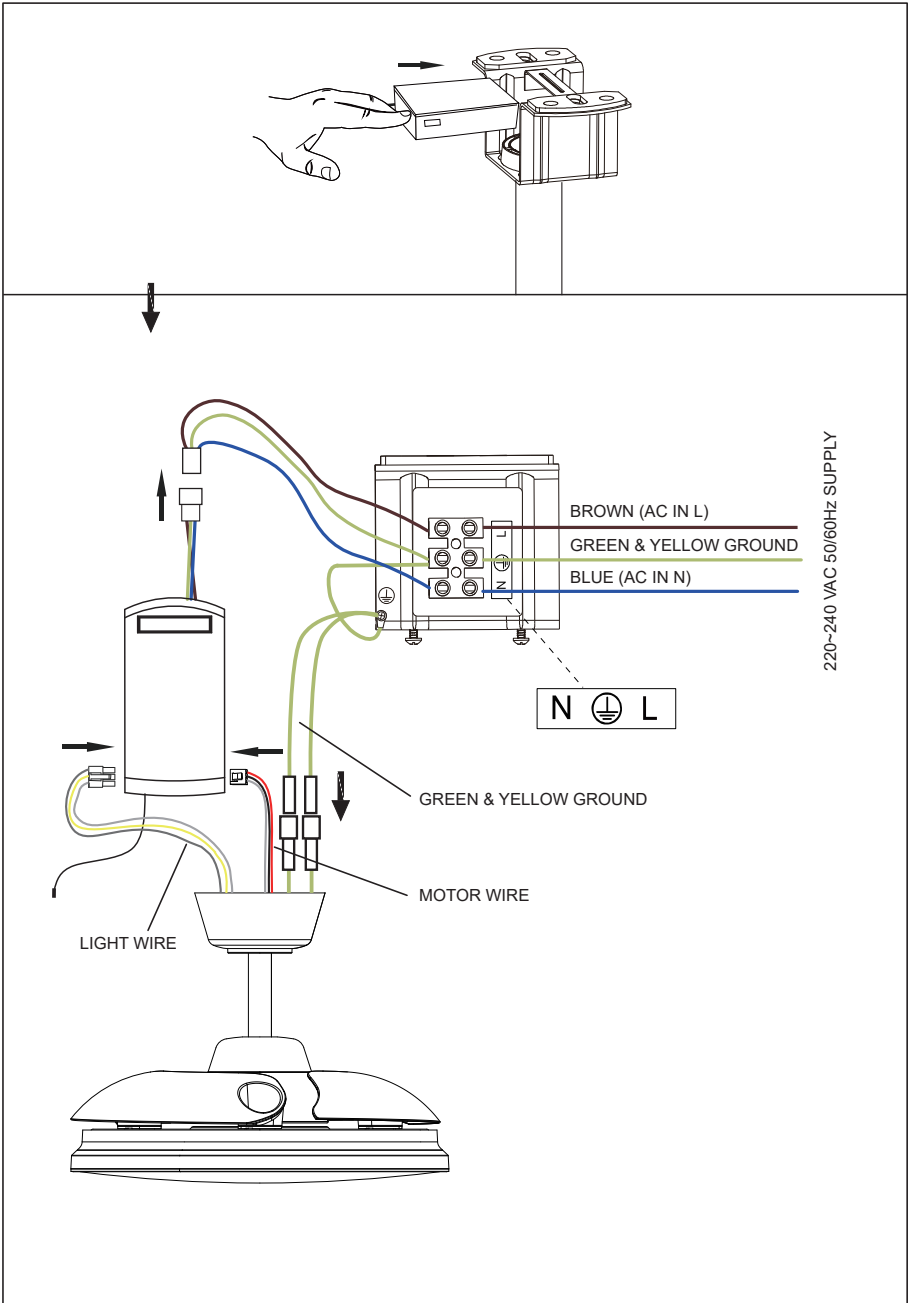 BROWN (AC IN L)
GREEN & YELLOW GROUND
BLUE (AC IN N)
220~240 VAC 50/60Hz SUPPLY
L
N
N L
GREEN & YELLOW GROUND
MOTOR WIRE
LIGHT WIRE